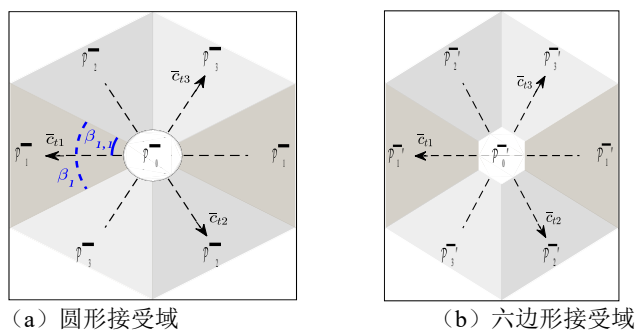 𝒫̄₂ 𝒫̄₃
c̄ₜ₃
c̄ₜ₁ β₁,₁
𝒫̄₁ 𝒫̄₀ 𝒫̄₁
β₁
c̄ₜ₂
𝒫̄₃ 𝒫̄₂
（a）圆形接受域
𝒫̄₂' 𝒫̄₃'
c̄ₜ₃
c̄ₜ₁
𝒫̄₁' 𝒫̄₀' 𝒫̄₁'
c̄ₜ₂
𝒫̄₃' 𝒫̄₂'
（b）六边形接受域